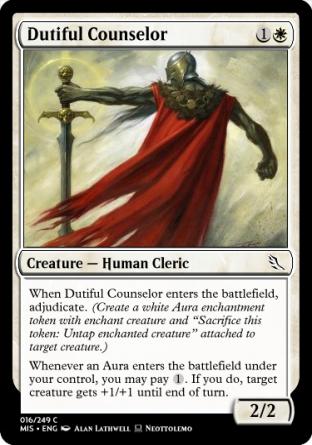 Dutiful Counselor 1
Creature — Human Cleric
When Dutiful Counselor enters the battlefield,
adjudicate. (Create a white Aura enchantment
token with enchant creature and “Sacrifice this
token: Untap enchanted creature” attached to
target creature.)
Whenever an Aura enters the battlefield under
your control, you may pay 1. If you do, target
creature gets +1/+1 until end of turn.
2/2
016/249 C
MIS • ENG Alan Lathwell & Neottolemo